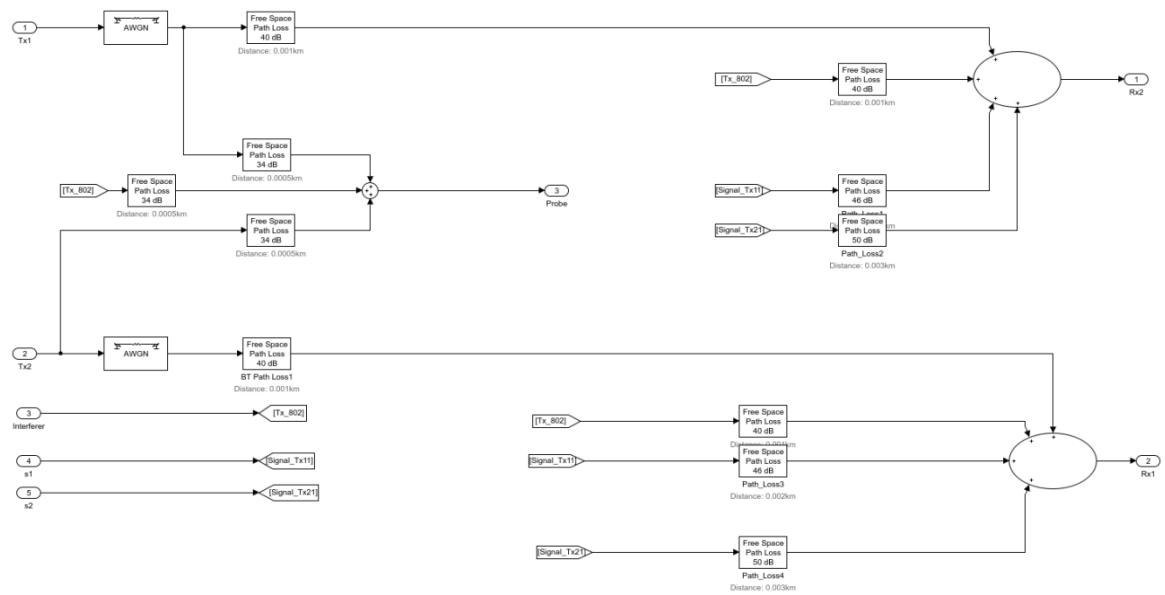 1
Tx1
AWGN
Free Space
Path Loss
40 dB
Distance: 0.001km
[Tx_802]
Free Space
Path Loss
40 dB
Distance: 0.001km
1
Rx2
Free Space
Path Loss
34 dB
Distance: 0.0005km
[Tx_802]
Free Space
Path Loss
34 dB
Distance: 0.0005km
3
Probe
Free Space
Path Loss
34 dB
Distance: 0.0005km
[Signal_Tx11]
Free Space
Path Loss
46 dB
[Signal_Tx21]
Free Space
Path Loss
50 dB
Path_Loss2
Distance: 0.003km
2
Tx2
AWGN
Free Space
Path Loss
40 dB
BT Path Loss1
Distance: 0.001km
3
Interferer
[Tx_802]
4
s1
[Signal_Tx11]
5
s2
[Signal_Tx21]
[Tx_802]
Free Space
Path Loss
40 dB
Distance: 0.001km
[Signal_Tx11]
Free Space
Path Loss
46 dB
Path_Loss3
Distance: 0.002km
2
Rx1
[Signal_Tx21]
Free Space
Path Loss
50 dB
Path_Loss4
Distance: 0.003km